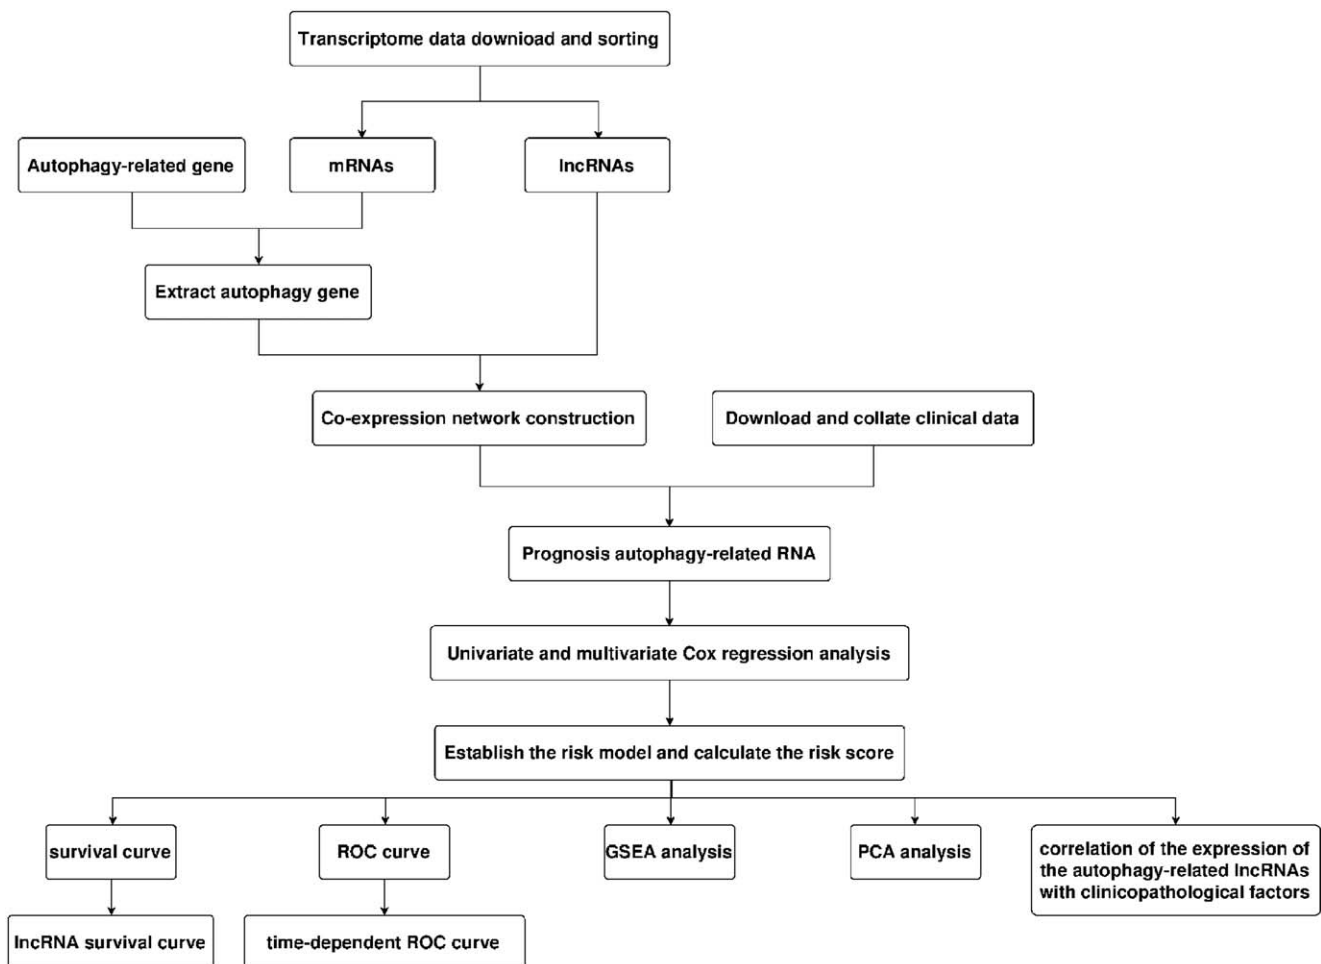 Transcriptome data downioad and sorting
Autophagy-related gene
mRNAs
lncRNAs
Extract autophagy gene
Co-expression network construction
Download and collate clinical data
Prognosis autophagy-related RNA
Univariate and multivariate Cox regression analysis
Establish the risk model and calculate the risk score
survival curve
ROC curve
GSEA analysis
PCA analysis
correlation of the expression of
the autophagy-related lncRNAs
with clinicopathological factors
lncRNA survival curve
time-dependent ROC curve